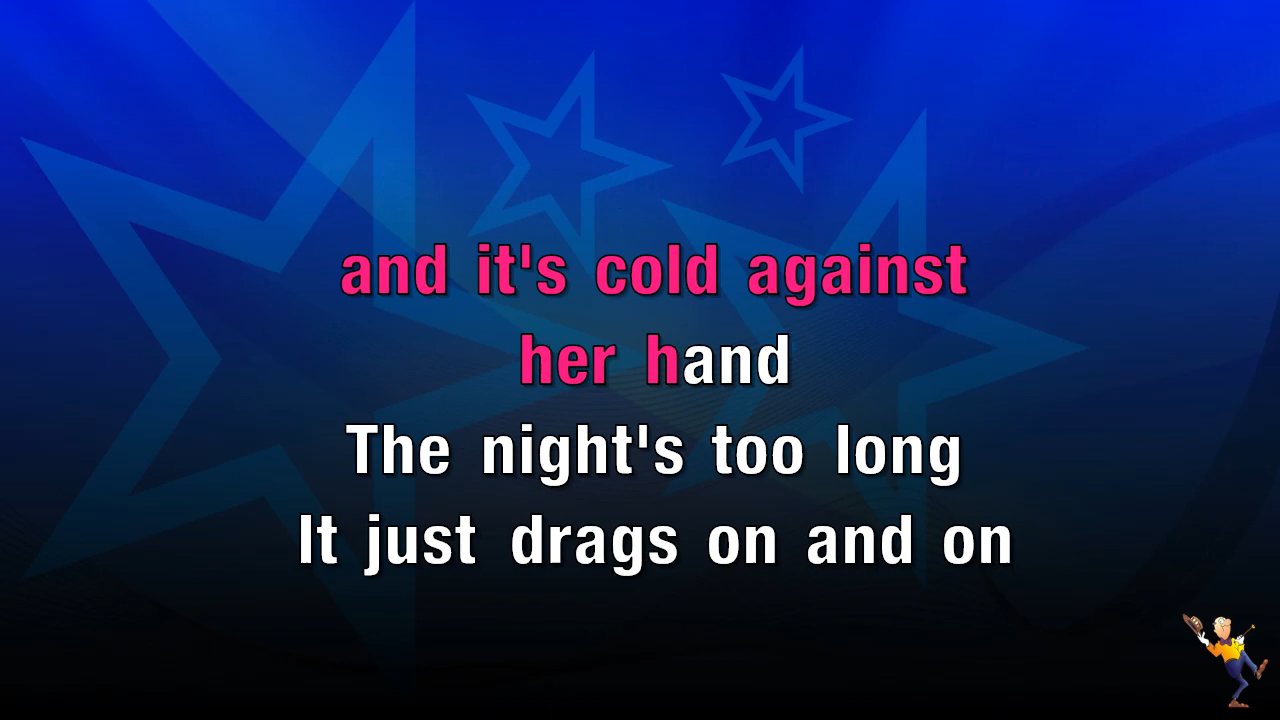 and it's cold against
her hand
The night's too long
It just drags on and on